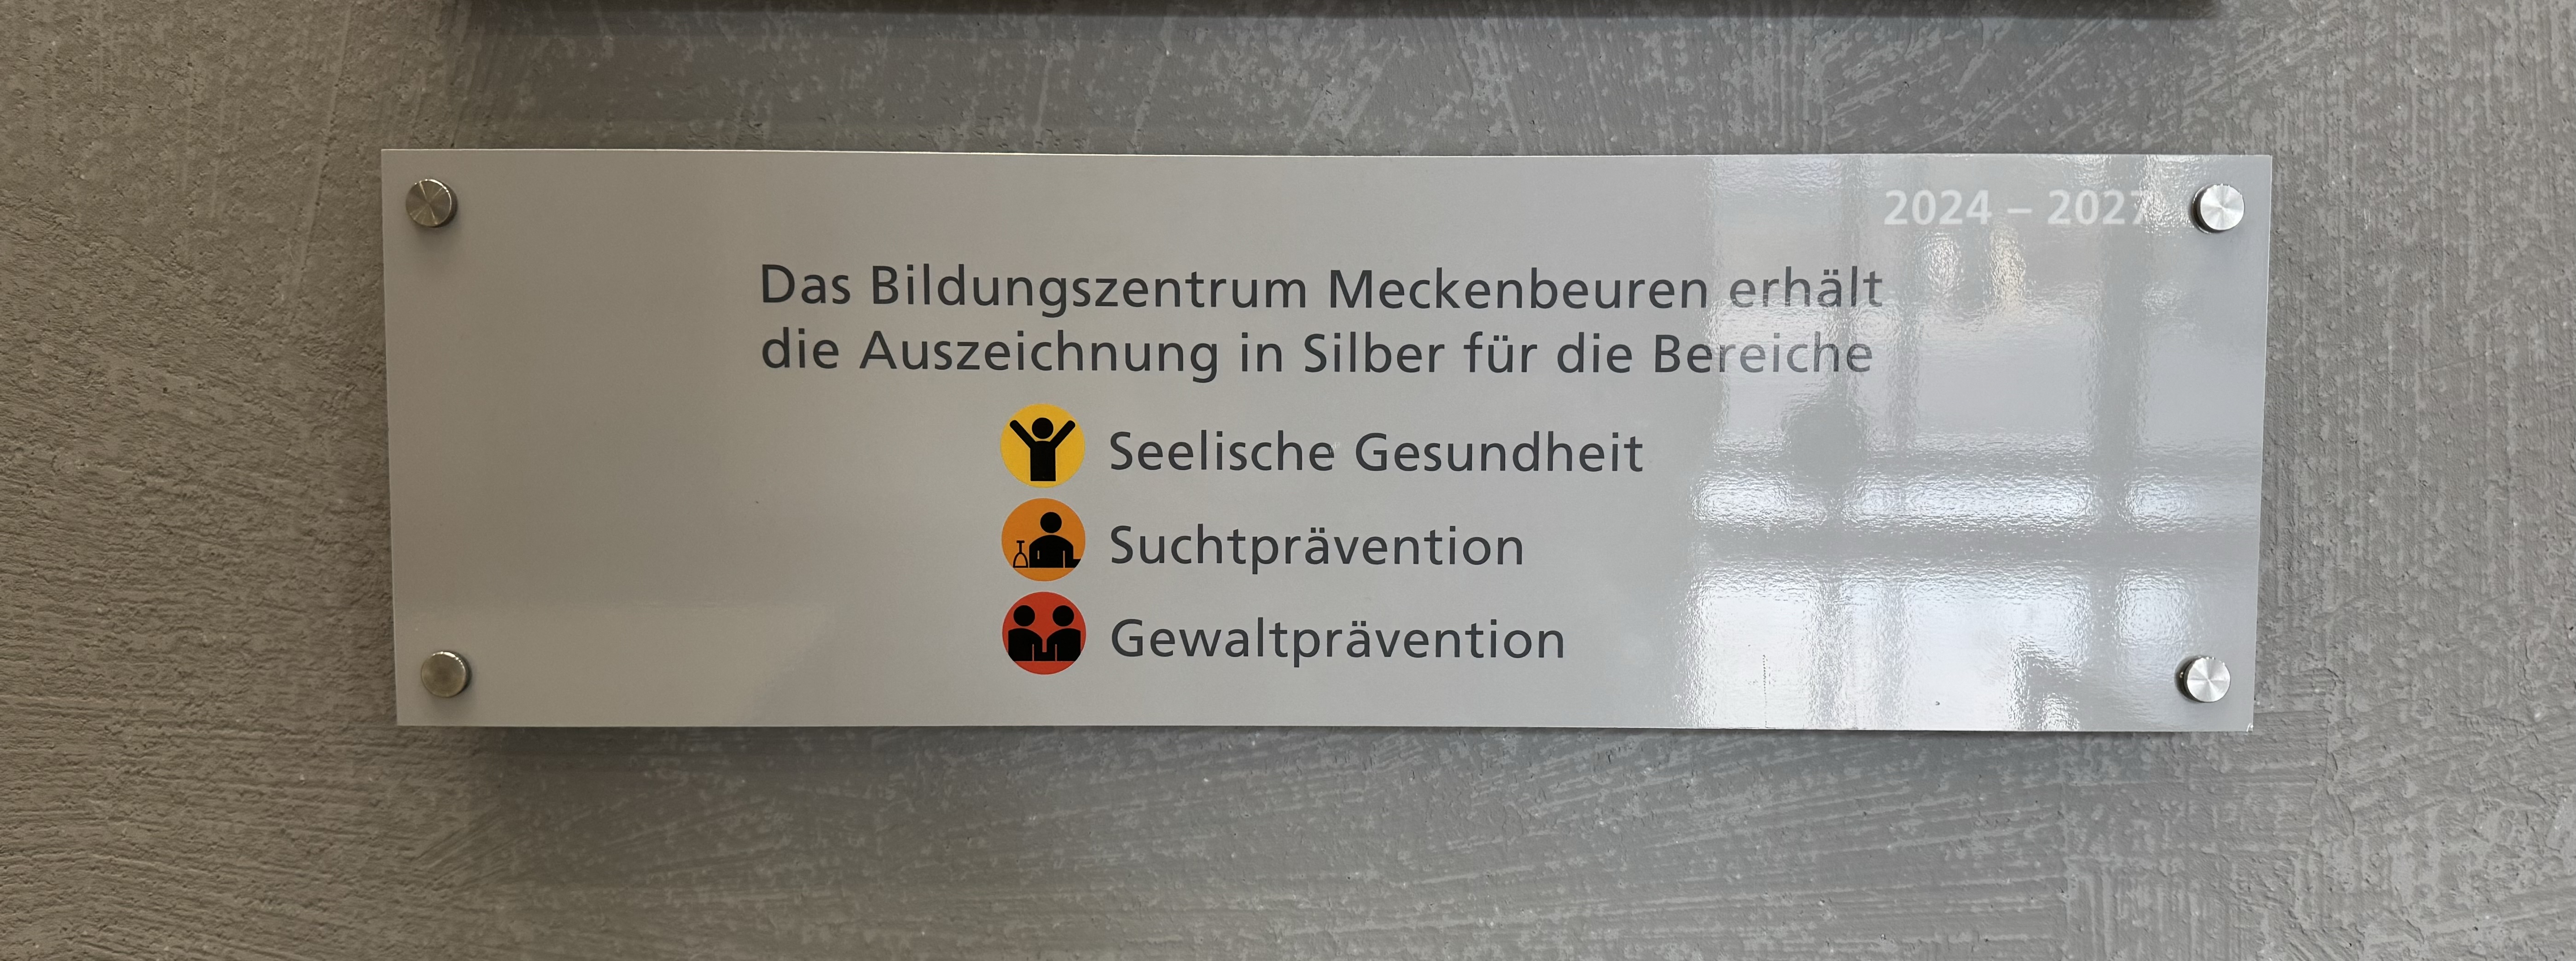 2024 – 2027
Das Bildungszentrum Meckenbeuren erhält
die Auszeichnung in Silber für die Bereiche
Seelische Gesundheit
Suchtprävention
Gewaltprävention